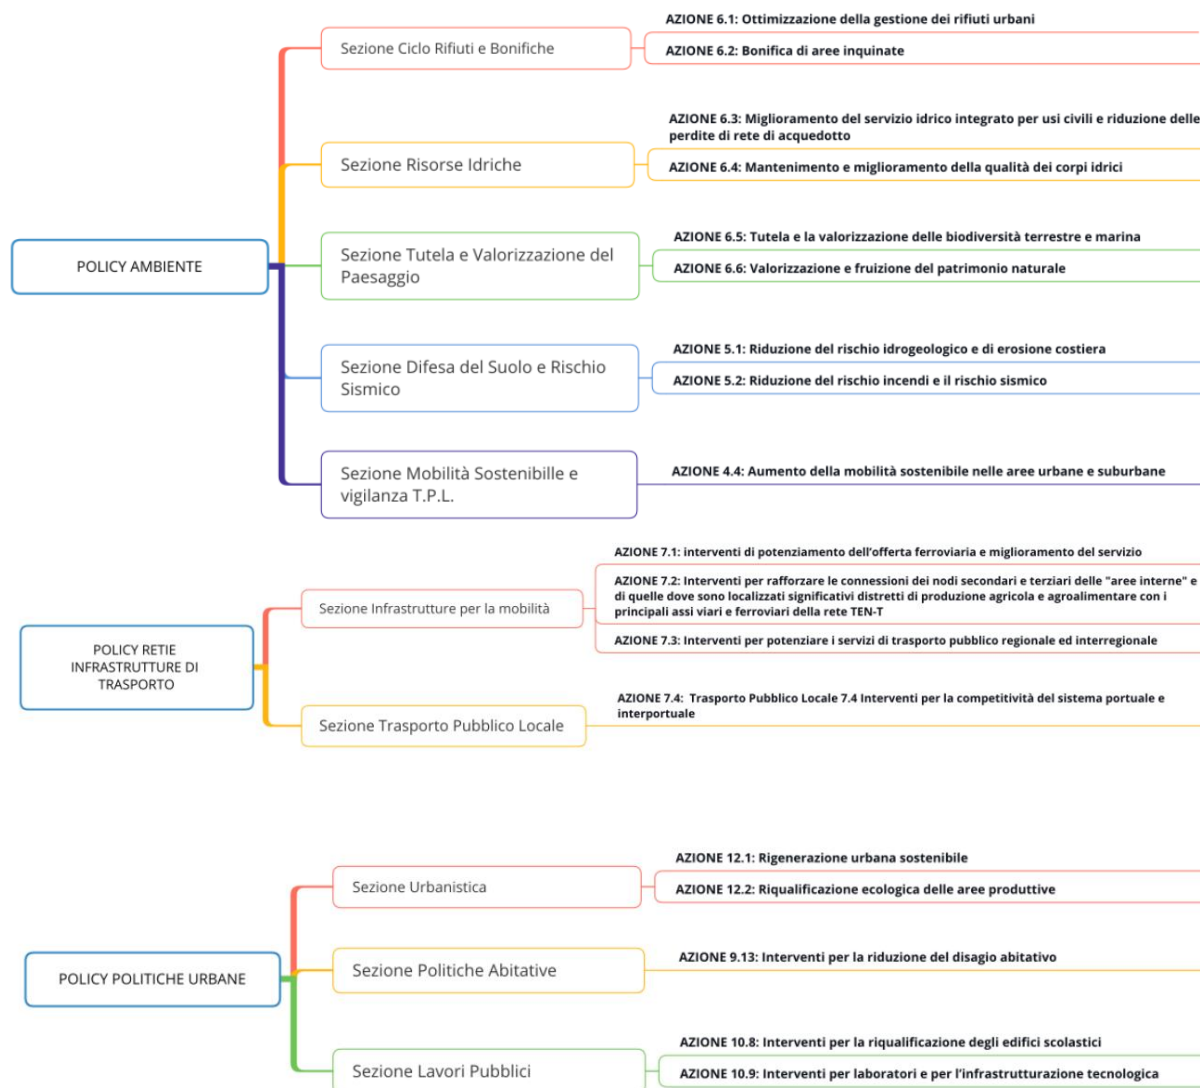 POLICY AMBIENTE
Sezione Ciclo Rifiuti e Bonifiche
AZIONE 6.1: Ottimizzazione della gestione dei rifiuti urbani
AZIONE 6.2: Bonifica di aree inquinate
Sezione Risorse Idriche
AZIONE 6.3: Miglioramento del servizio idrico integrato per usi civili e riduzione delle
perdite di rete di acquedotto
AZIONE 6.4: Mantenimento e miglioramento della qualità dei corpi idrici
Sezione Tutela e Valorizzazione del
Paesaggio
AZIONE 6.5: Tutela e la valorizzazione delle biodiversità terrestre e marina
AZIONE 6.6: Valorizzazione e fruizione del patrimonio naturale
Sezione Difesa del Suolo e Rischio
Sismico
AZIONE 5.1: Riduzione del rischio idrogeologico e di erosione costiera
AZIONE 5.2: Riduzione del rischio incendi e il rischio sismico
Sezione Mobilità Sostenibille e
vigilanza T.P.L.
AZIONE 4.4: Aumento della mobilità sostenibile nelle aree urbane e suburbane
POLICY RETIE
INFRASTRUTTURE DI
TRASPORTO
Sezione Infrastrutture per la mobilità
AZIONE 7.1: interventi di potenziamento dell'offerta ferroviaria e miglioramento del servizio
AZIONE 7.2: Interventi per rafforzare le connessioni dei nodi secondari e terziari delle "aree interne" e
di quelle dove sono localizzati significativi distretti di produzione agricola e agroalimentare con i
principali assi viari e ferroviari della rete TEN-T
AZIONE 7.3: Interventi per potenziare i servizi di trasporto pubblico regionale ed interregionale
Sezione Trasporto Pubblico Locale
AZIONE 7.4: Trasporto Pubblico Locale 7.4 Interventi per la competitività del sistema portuale e
interportuale
POLICY POLITICHE URBANE
Sezione Urbanistica
AZIONE 12.1: Rigenerazione urbana sostenibile
AZIONE 12.2: Riqualificazione ecologica delle aree produttive
Sezione Politiche Abitative
AZIONE 9.13: Interventi per la riduzione del disagio abitativo
Sezione Lavori Pubblici
AZIONE 10.8: Interventi per la riqualificazione degli edifici scolastici
AZIONE 10.9: Interventi per laboratori e per l'infrastrutturazione tecnologica